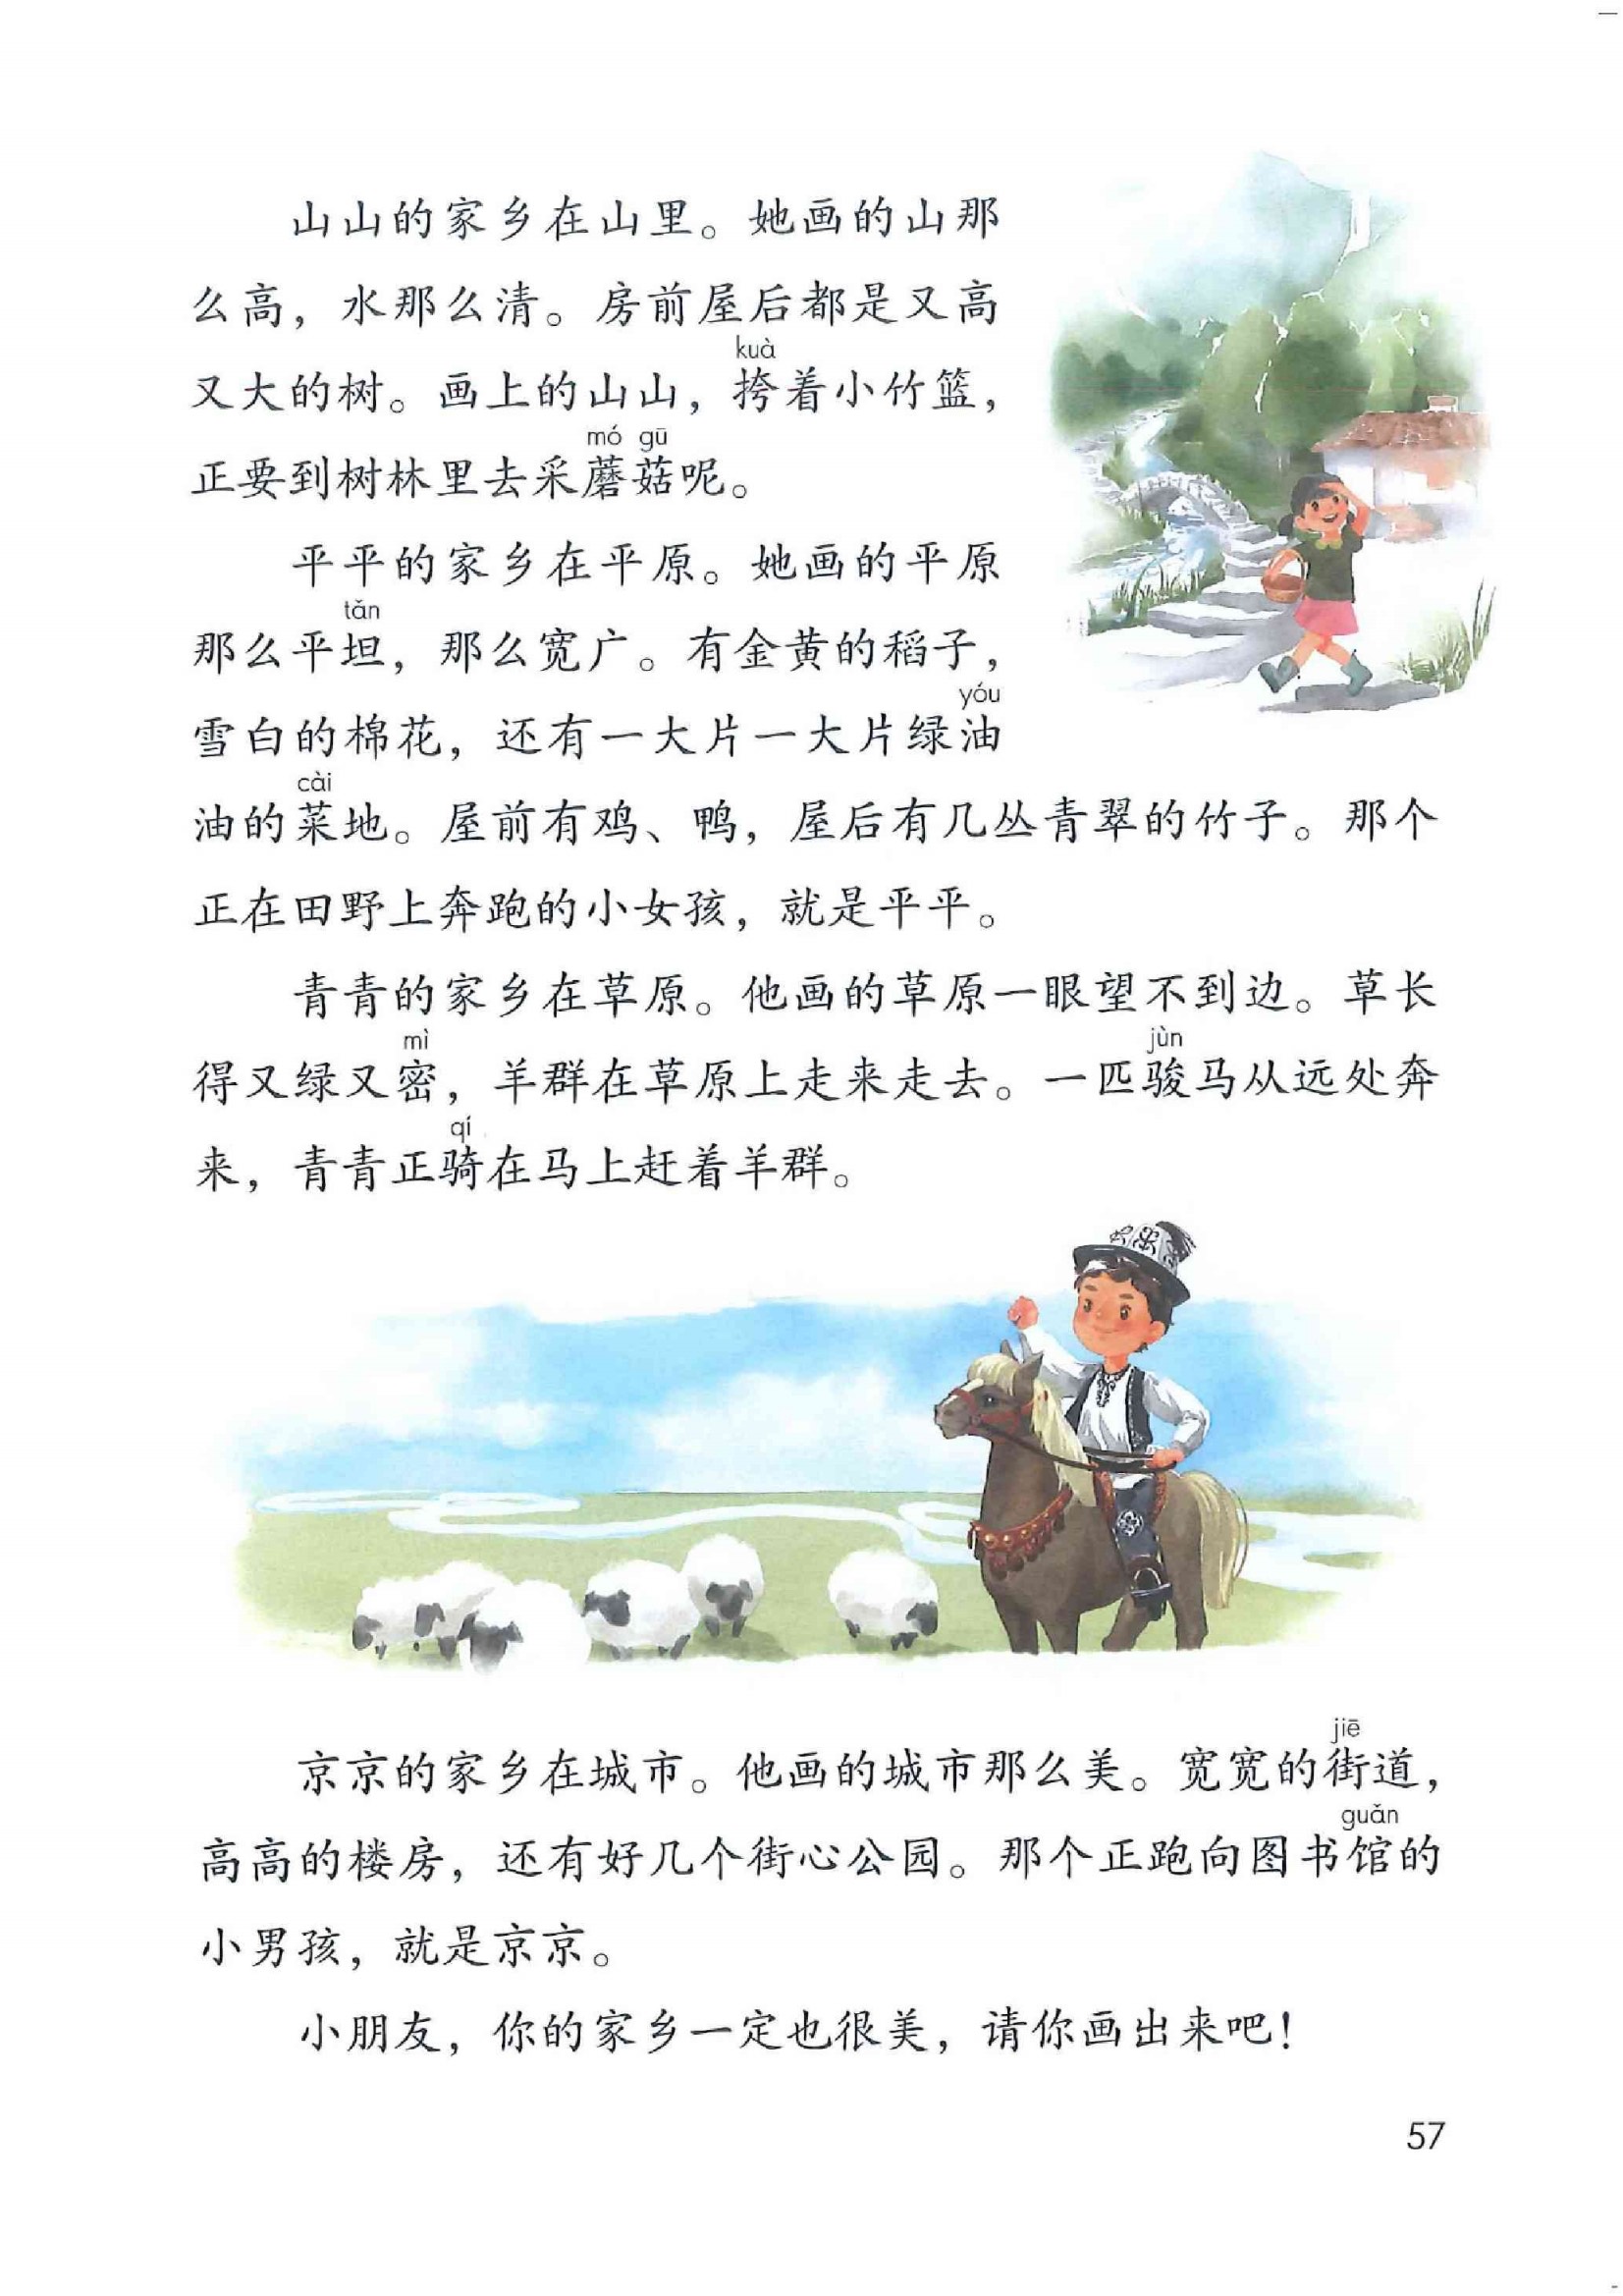 山山的家乡在山里。她画的山那
么高，水那么清。房前屋后都是又高
kuà
又大的树。画上的山山，挎着小竹篮，
mó gū
正要到树林里去采蘑菇呢。
平平的家乡在平原。她画的平原
tǎn
那么平坦，那么宽广。有金黄的稻子，
yóu
雪白的棉花，还有一大片一大片绿油
cài
油的菜地。屋前有鸡、鸭，屋后有几丛青翠的竹子。那个
正在田野上奔跑的小女孩，就是平平。
青青的家乡在草原。他画的草原一眼望不到边。草长
mì jùn
得又绿又密，羊群在草原上走来走去。一匹骏马从远处奔
qí
来，青青正骑在马上赶着羊群。
jiē
京京的家乡在城市。他画的城市那么美。宽宽的街道，
guǎn
高高的楼房，还有好几个街心公园。那个正跑向图书馆的
小男孩，就是京京。
小朋友，你的家乡一定也很美，请你画出来吧！
57